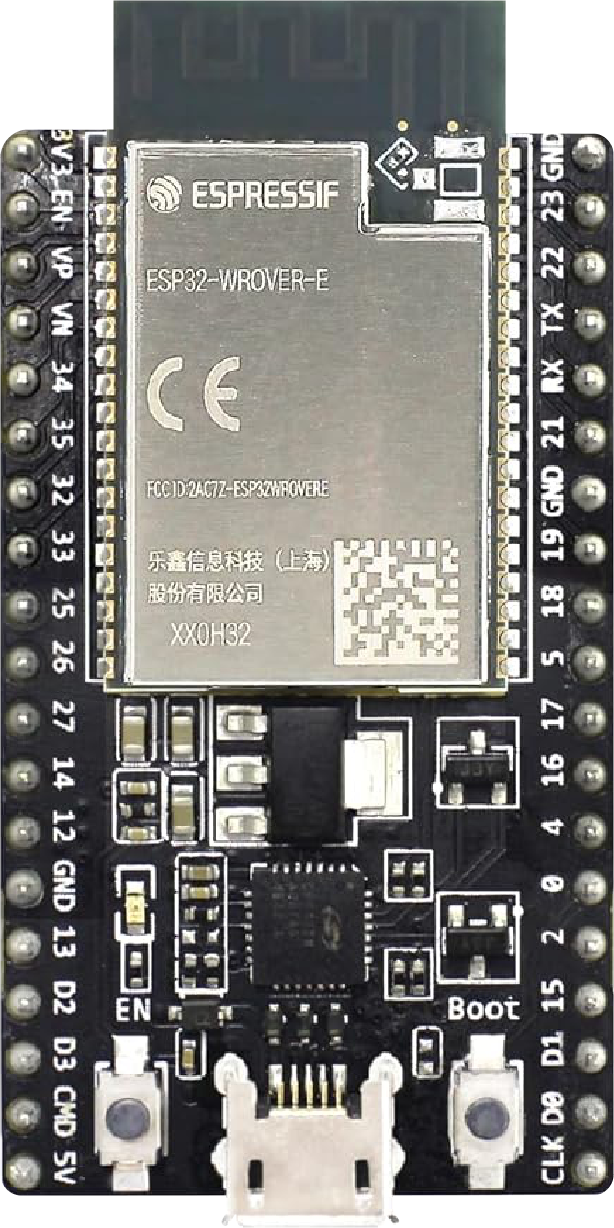 ESPRESSIF
ESP32-WROVER-E
CE
FCC ID:2AC7Z-ESP32WROVERE
乐鑫信息科技（上海）
股份有限公司
XX0H32
3V3
EN
VP
VN
34
35
32
33
25
26
27
14
12
GND
13
D2
D3
CMD
5V
GND
23
22
TX
RX
21
GND
19
18
5
17
16
4
0
2
15
D1
D0
CLK
EN
Boot